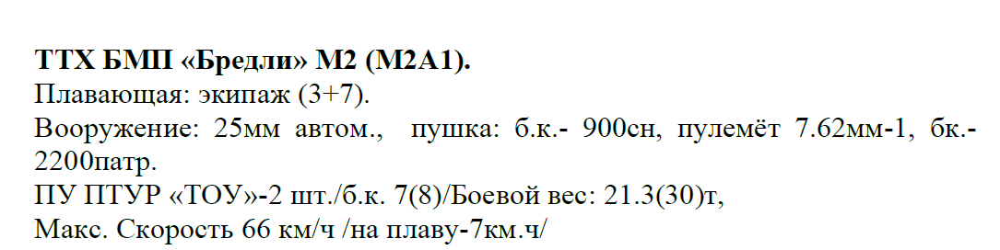 ТТХ БМП «Бредли» М2 (М2А1).
Плавающая: экипаж (3+7).
Вооружение: 25мм автом., пушка: б.к.- 900сн, пулемёт 7.62мм-1, бк.-
2200патр.
ПУ ПТУР «ТОУ»-2 шт./б.к. 7(8)/Боевой вес: 21.3(30)т,
Макс. Скорость 66 км/ч /на плаву-7км.ч/